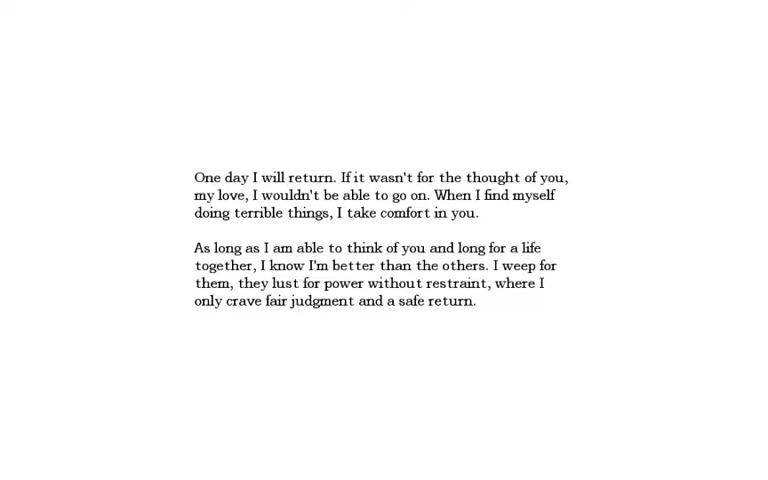 One day I will return. If it wasn't for the thought of you,
my love, I wouldn't be able to go on. When I find myself
doing terrible things, I take comfort in you.
As long as I am able to think of you and long for a life
together, I know I'm better than the others. I weep for
them, they lust for power without restraint, where I
only crave fair judgment and a safe return.